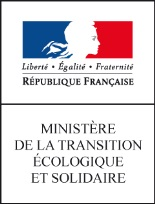 Liberté • Égalité • Fraternité
RÉPUBLIQUE FRANÇAISE
MINISTÈRE
DE LA TRANSITION
ÉCOLOGIQUE
ET SOLIDAIRE